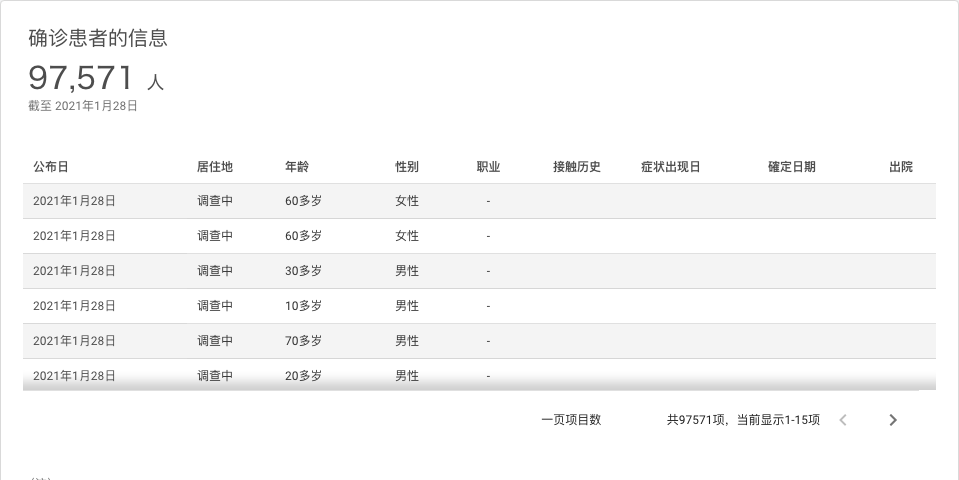 确诊患者的信息
97,571 人
截至 2021年1月28日
公布日 居住地 年龄 性别 职业 接触历史 症状出现日 確定日期 出院
2021年1月28日 调查中 60多岁 女性 -
2021年1月28日 调查中 60多岁 女性 -
2021年1月28日 调查中 30多岁 男性 -
2021年1月28日 调查中 10多岁 男性 -
2021年1月28日 调查中 70多岁 男性 -
2021年1月28日 调查中 20多岁 男性 -
一页项目数 共97571项，当前显示1-15项